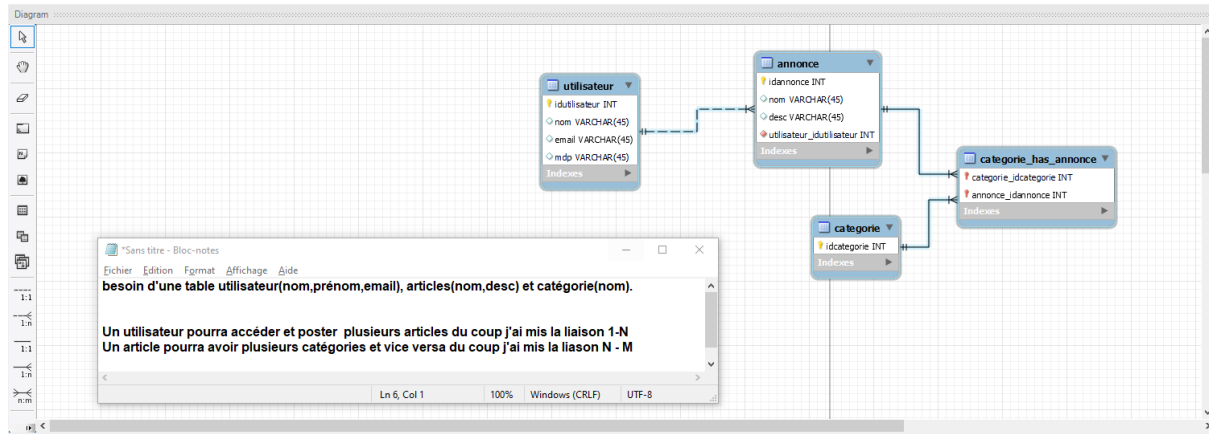 Diagram
utilisateur
idutilisateur INT
nom VARCHAR(45)
email VARCHAR(45)
mdp VARCHAR(45)
Indexes
annonce
idannonce INT
nom VARCHAR(45)
desc VARCHAR(45)
utilisateur_idutilisateur INT
Indexes
categorie_has_annonce
categorie_idcategorie INT
annonce_idannonce INT
Indexes
categorie
idcategorie INT
Indexes
1:1
1:n
1:1
1:n
n:m
*Sans titre - Bloc-notes
Fichier Edition Format Affichage Aide
besoin d'une table utilisateur(nom,prénom,email), articles(nom,desc) et catégorie(nom).
Un utilisateur pourra accéder et poster plusieurs articles du coup j'ai mis la liaison 1-N
Un article pourra avoir plusieurs catégories et vice versa du coup j'ai mis la liason N - M
Ln 6, Col 1 100% Windows (CRLF) UTF-8